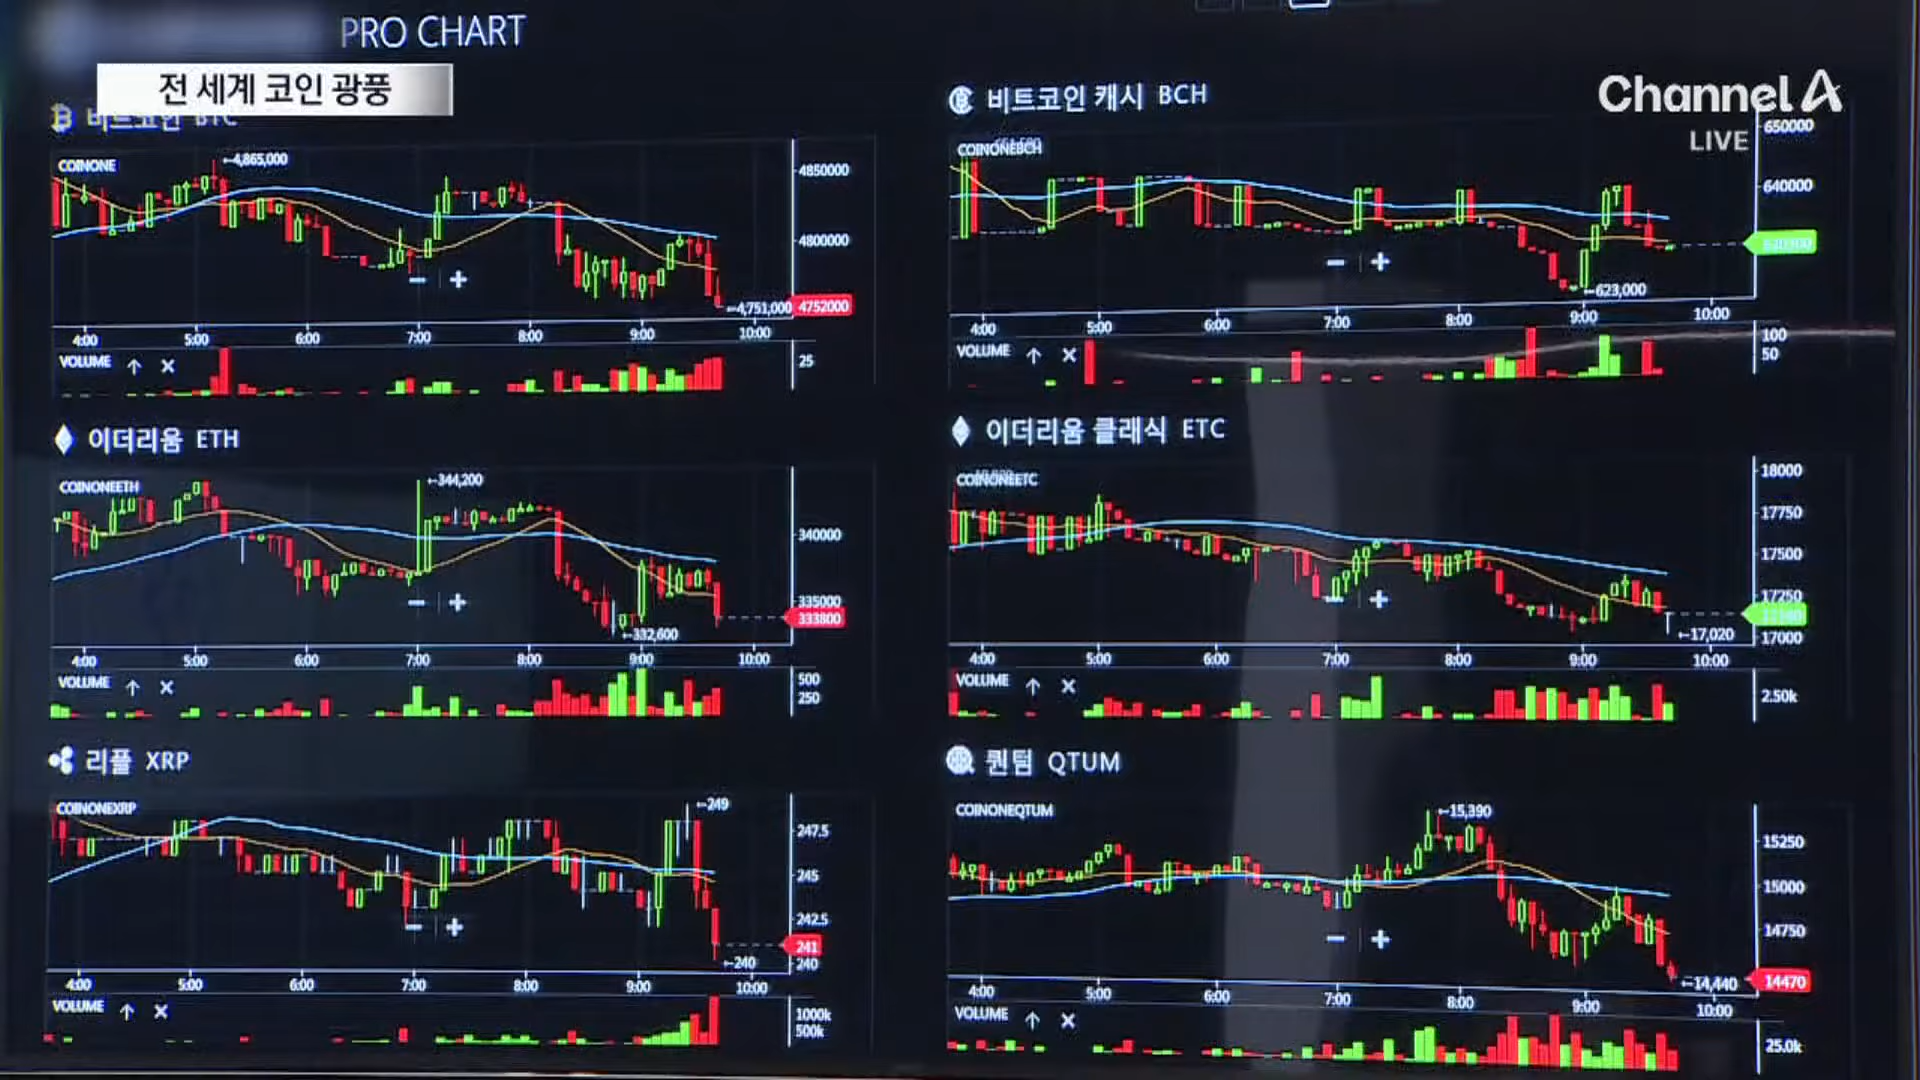 PRO CHART
전 세계 코인 광풍
Channel A
LIVE
비트코인 BTC
COINONE
←4,865,000
4850000
4800000
←4,751,000
4752000
4:00 5:00 6:00 7:00 8:00 9:00 10:00
VOLUME ↑ ×
25
비트코인 캐시 BCH
COINONEBCH
650000
640000
←623,000
4:00 5:00 6:00 7:00 8:00 9:00 10:00
VOLUME ↑ ×
100
50
이더리움 ETH
COINONEETH
←344,200
340000
335000
333800
←332,600
4:00 5:00 6:00 7:00 8:00 9:00 10:00
VOLUME ↑ ×
500
250
이더리움 클래식 ETC
COINONEETC
18000
17750
17500
17250
17000
←17,020
4:00 5:00 6:00 7:00 8:00 9:00 10:00
VOLUME ↑ ×
2.50k
리플 XRP
COINONEXRP
←249
247.5
245
242.5
241
240
←240
4:00 5:00 6:00 7:00 8:00 9:00 10:00
VOLUME ↑ ×
1000k
500k
퀀텀 QTUM
COINONEQTUM
←15,390
15250
15000
14750
←14,440
14470
4:00 5:00 6:00 7:00 8:00 9:00 10:00
VOLUME ↑ ×
25.0k